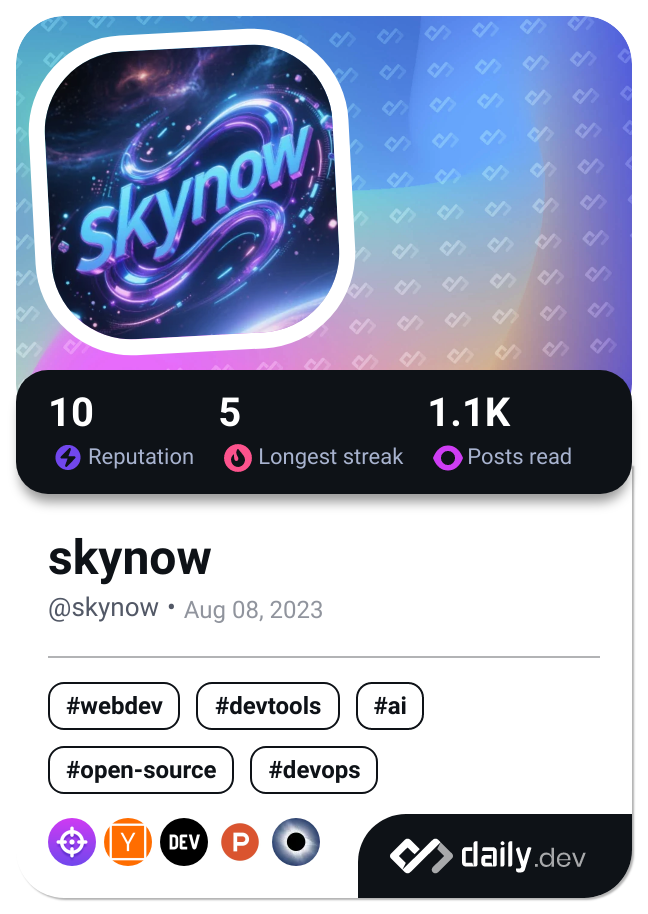 skynow
10 5 1.1K
Reputation Longest streak Posts read
skynow
@skynow • Aug 08, 2023
#webdev #devtools #ai
#open-source #devops
Y DEV P
daily.dev